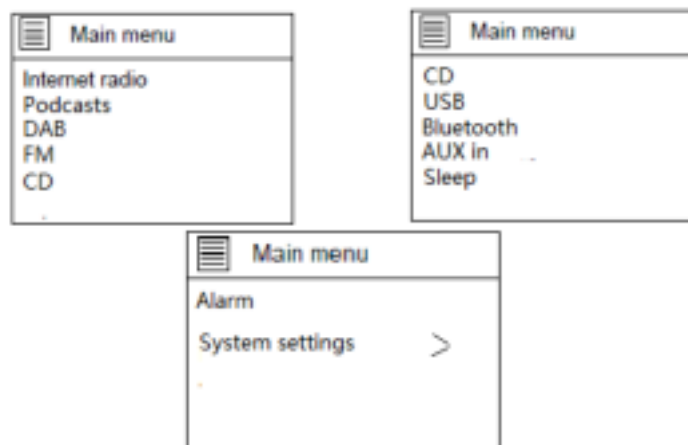 Main menu
Internet radio
Podcasts
DAB
FM
CD
Main menu
CD
USB
Bluetooth
AUX in
Sleep
Main menu
Alarm
System settings >